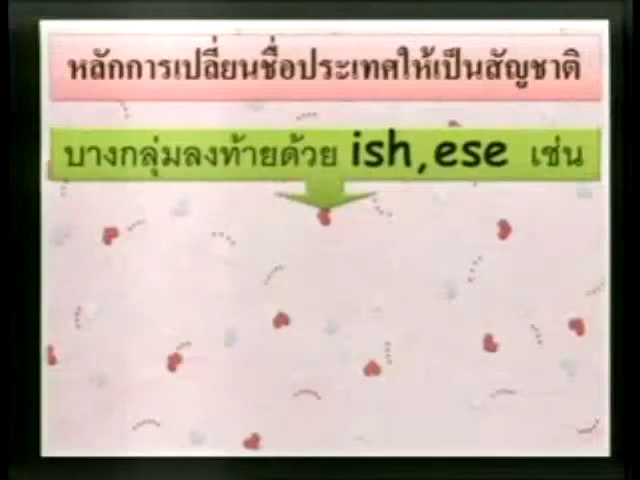 หลักการเปลี่ยนชื่อประเทศให้เป็นสัญชาติ
บางกลุ่มลงท้ายด้วย ish,ese เช่น